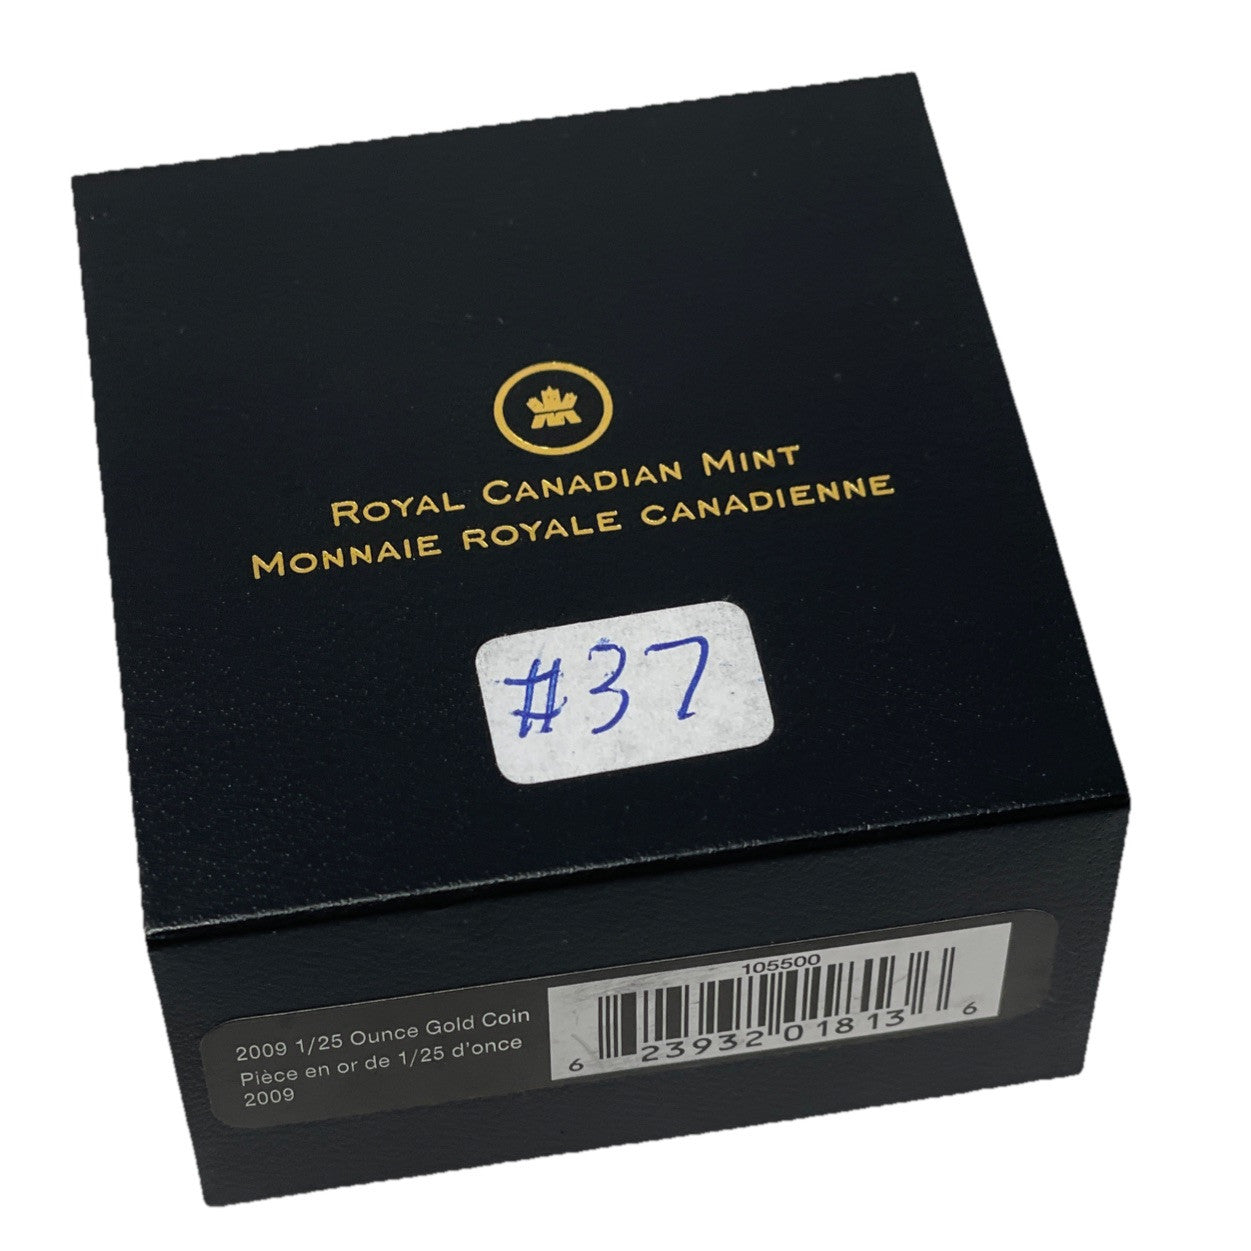 ROYAL CANADIAN MINT
MONNAIE ROYALE CANADIENNE
#37
2009 1/25 Ounce Gold Coin
Pièce en or de 1/25 d'once
2009
105500
6 23932 01813 6